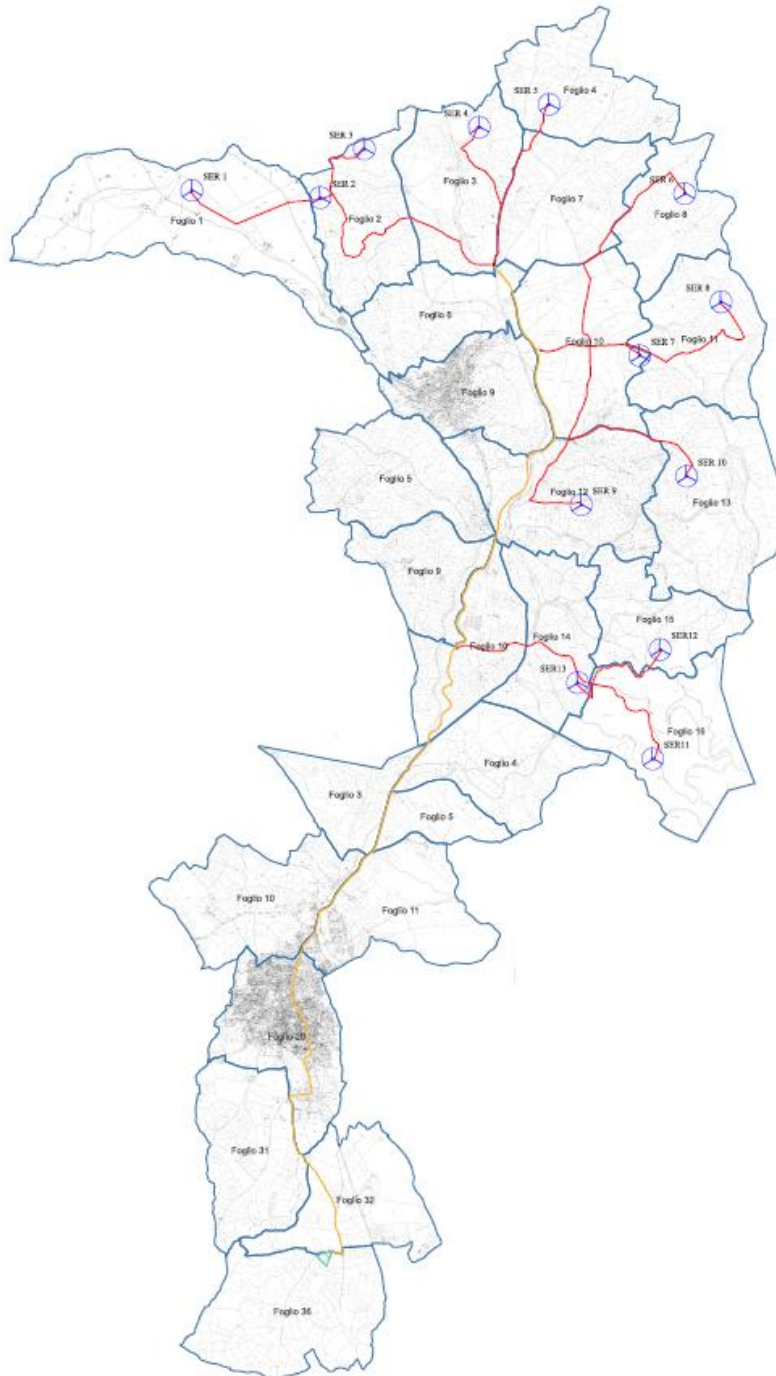 SER 5
Foglio 4
SER 4
SER 3
Foglio 3
Foglio 7
SER 1
SER 2
SER 6
Foglio 1
Foglio 2
Foglio 8
SER 8
Foglio 6
Foglio 10
Foglio 11
SER 7
Foglio 9
SER 10
Foglio 5
Foglio 12
SER 9
Foglio 13
Foglio 9
Foglio 15
Foglio 14
SER12
Foglio 10
SER13
Foglio 16
SER11
Foglio 4
Foglio 3
Foglio 5
Foglio 10
Foglio 11
Foglio 20
Foglio 31
Foglio 32
Foglio 36